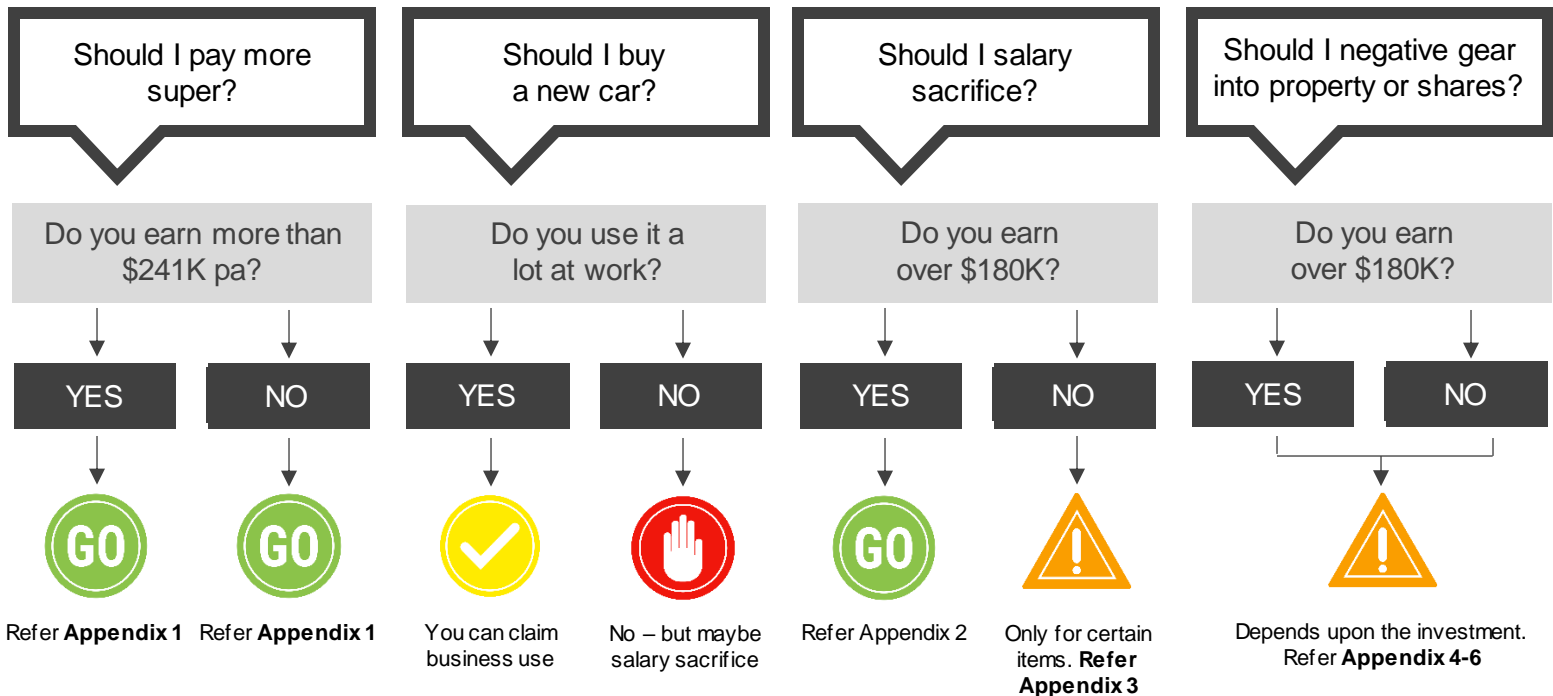 Should I pay more
super?
Should I buy
a new car?
Should I salary
sacrifice?
Should I negative gear
into property or shares?
Do you earn more than
$241K pa?
Do you use it a
lot at work?
Do you earn
over $180K?
Do you earn
over $180K?
YES
NO
YES
NO
YES
NO
YES
NO
GO
GO
GO
Refer Appendix 1
Refer Appendix 1
You can claim
business use
No – but maybe
salary sacrifice
Refer Appendix 2
Only for certain
items. Refer
Appendix 3
Depends upon the investment.
Refer Appendix 4-6